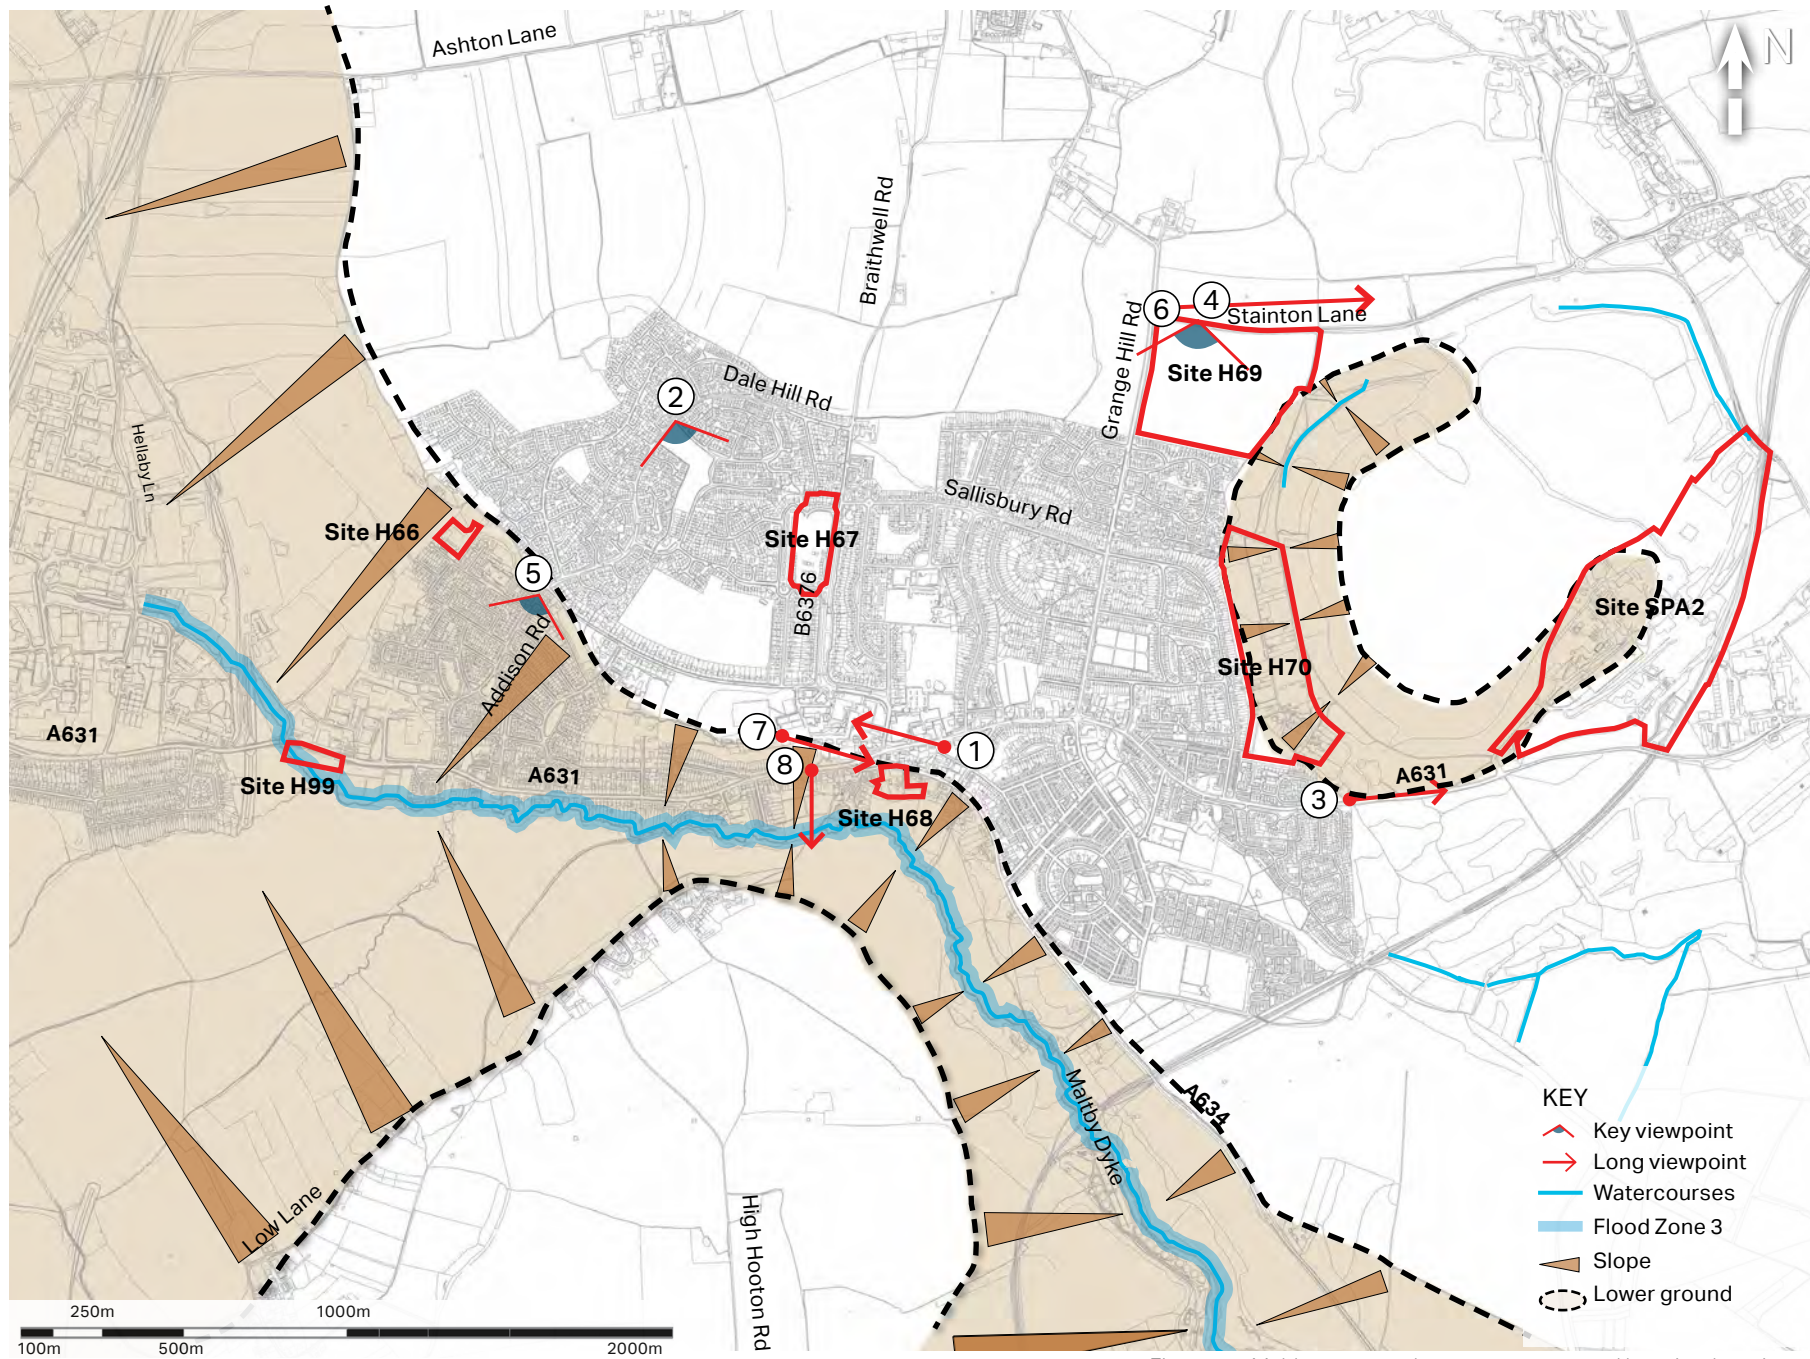 Ashton Lane
N
Braithwell Rd
6
4
Stainton Lane
Grange Hill Rd
Site H69
Dale Hill Rd
2
Hellaby Ln
Sallisbury Rd
Site H66
Site H67
5
B6376
Site SPA2
Addison Rd
Site H70
A631
7
1
8
A631
A631
Site H99
3
Site H68
Maltby Dyke
A634
Low Lane
High Hooton Rd
KEY
Key viewpoint
Long viewpoint
Watercourses
Flood Zone 3
Slope
Lower ground
250m
1000m
100m
500m
2000m